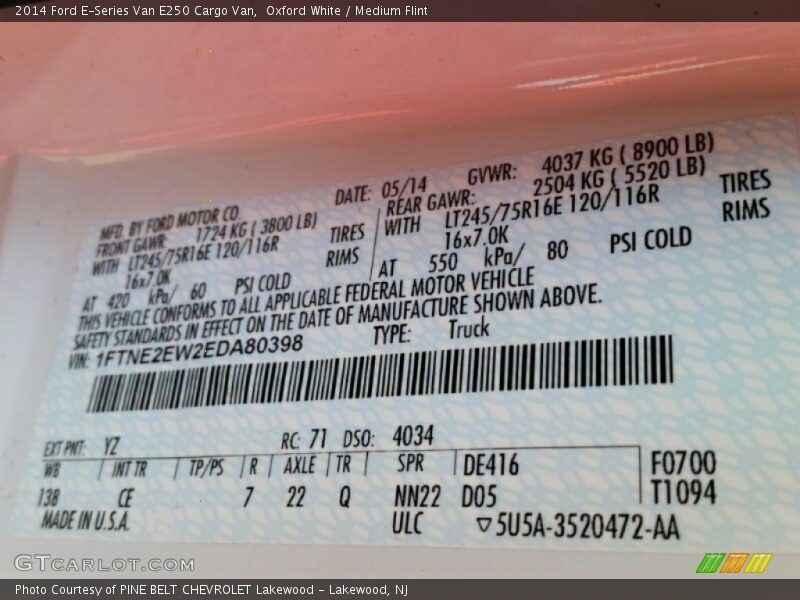 2014 Ford E-Series Van E250 Cargo Van,  Oxford White / Medium Flint
MFD. BY FORD MOTOR CO. DATE: 05/14 GVWR: 4037 KG ( 8900 LB)
FRONT GAWR: 1724 KG ( 3800 LB) REAR GAWR: 2504 KG ( 5520 LB)
WITH LT245/75R16E 120/116R TIRES WITH LT245/75R16E 120/116R TIRES
16x7.0K RIMS 16x7.0K RIMS
AT 420 kPa/ 60 PSI COLD AT 550 kPa/ 80 PSI COLD
THIS VEHICLE CONFORMS TO ALL APPLICABLE FEDERAL MOTOR VEHICLE
SAFETY STANDARDS IN EFFECT ON THE DATE OF MANUFACTURE SHOWN ABOVE.
VIN: 1FTNE2EW2EDA80398 TYPE: Truck
EXT PNT: YZ RC: 71 DSO: 4034
WB INT TR TP/PS R AXLE TR SPR DE416 F0700
138 CE 7 22 Q NN22 D05 T1094
MADE IN U.S.A. ULC ▽5U5A-3520472-AA
GTCARLOT.COM
Photo Courtesy of PINE BELT CHEVROLET Lakewood - Lakewood, NJ